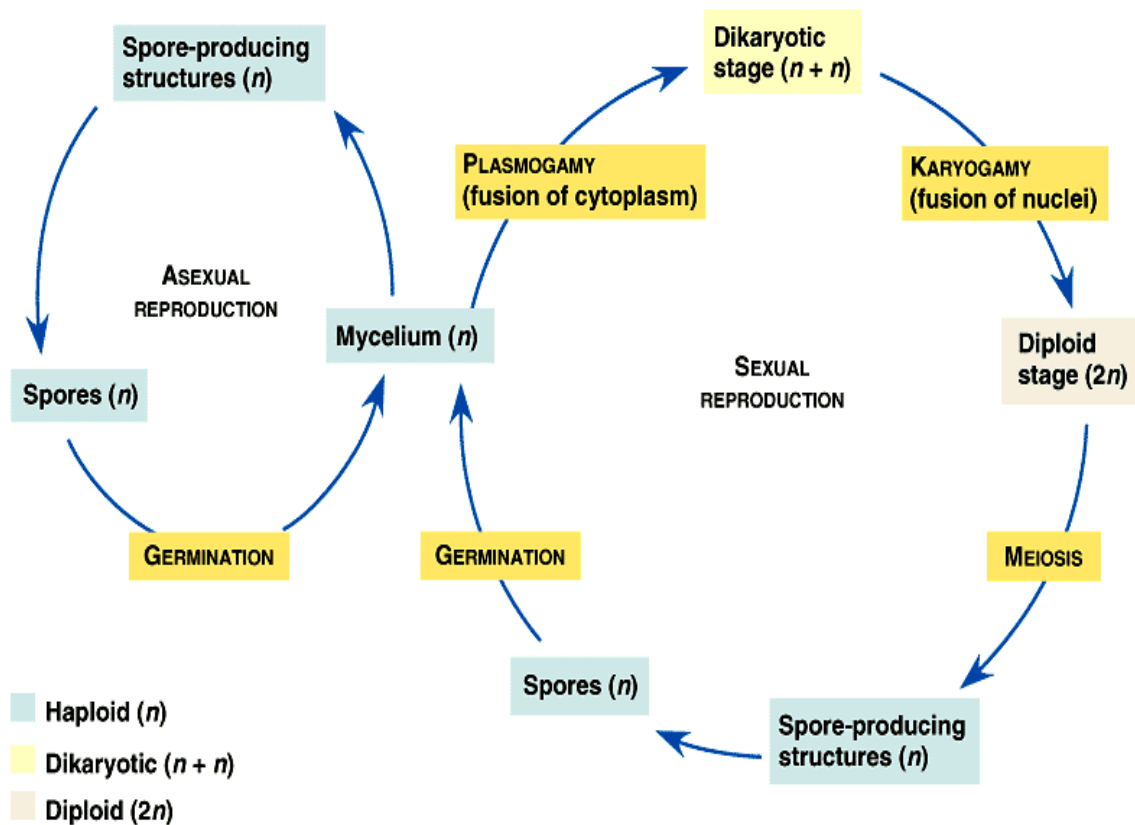 Spore-producing
structures (n)
Dikaryotic
stage (n + n)
PLASMOGAMY
(fusion of cytoplasm)
KARYOGAMY
(fusion of nuclei)
ASEXUAL
REPRODUCTION
Mycelium (n)
Spores (n)
SEXUAL
REPRODUCTION
Diploid
stage (2n)
GERMINATION
GERMINATION
MEIOSIS
Spores (n)
Spore-producing
structures (n)
Haploid (n)
Dikaryotic (n + n)
Diploid (2n)